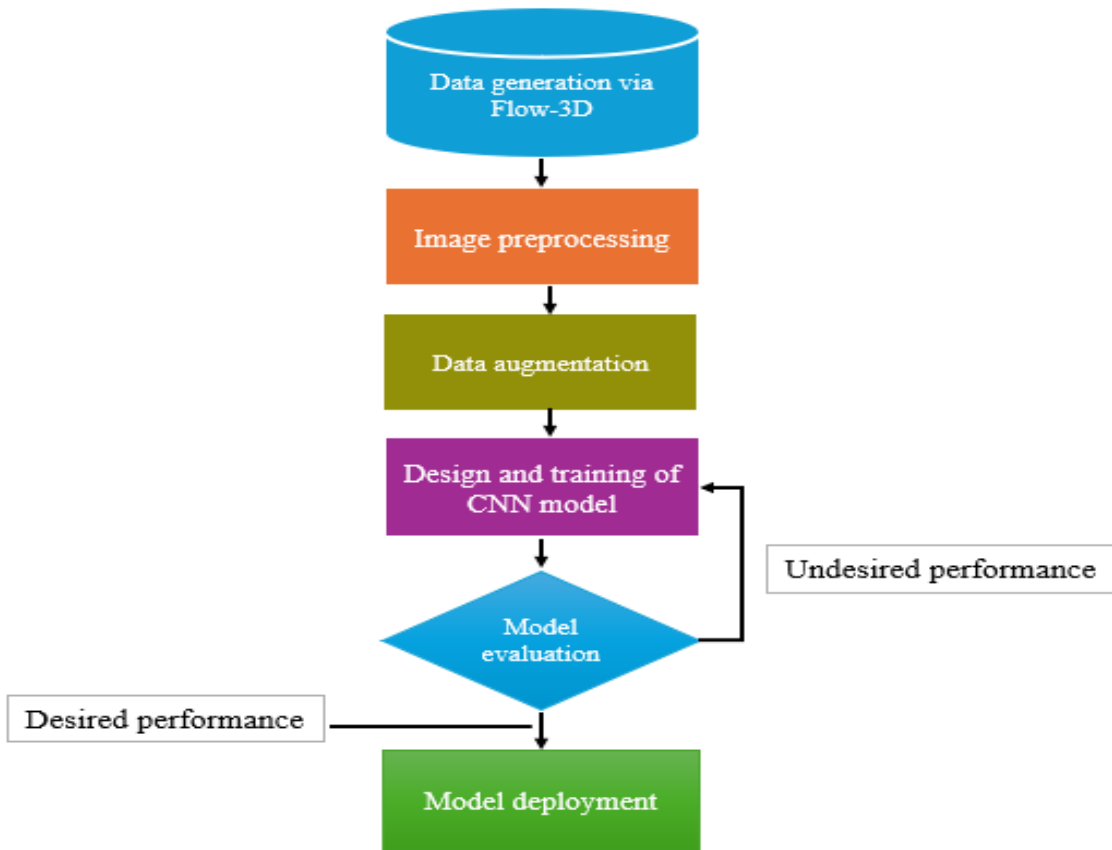 Data generation via
Flow-3D
Image preprocessing
Data augmentation
Design and training of
CNN model
Undesired performance
Model
evaluation
Desired performance
Model deployment